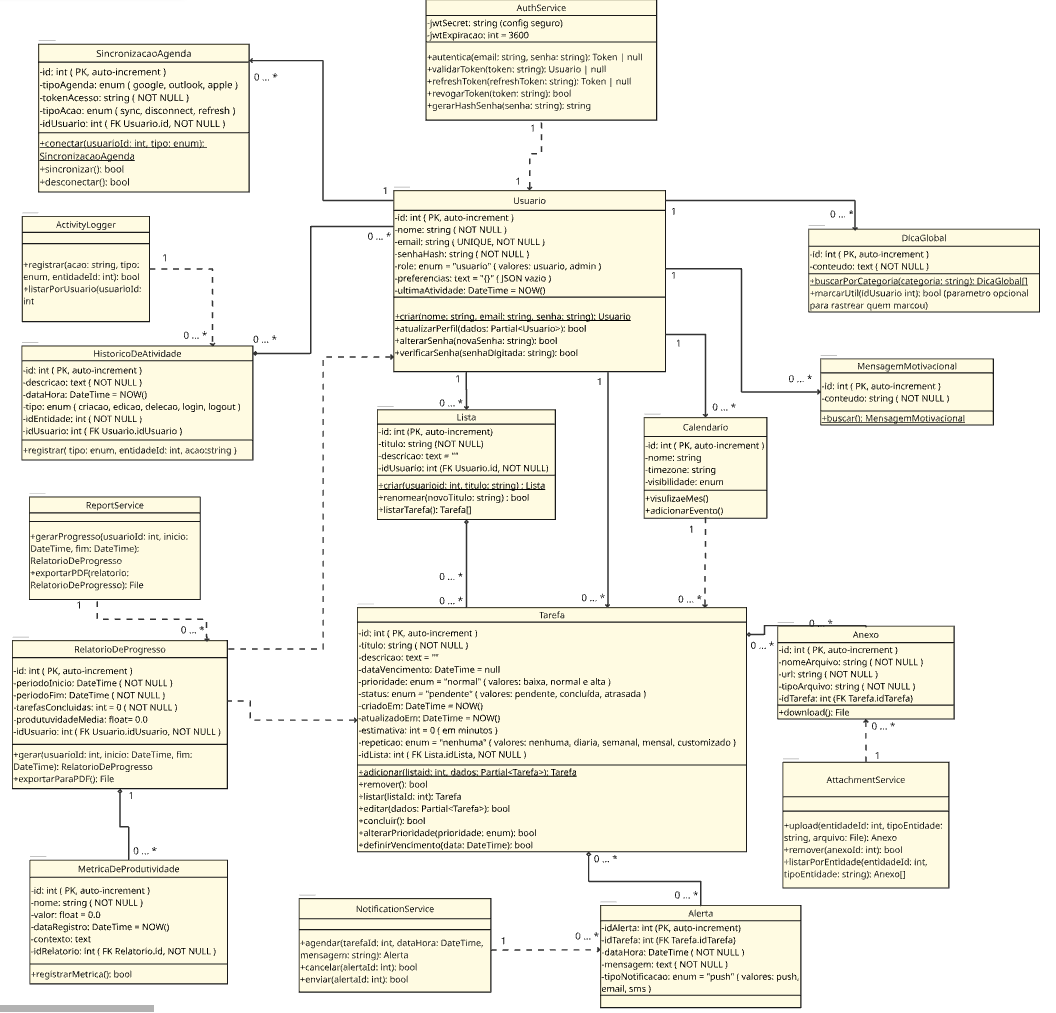 AuthService
-jwtSecret: string (config seguro)
-jwtExpiracao: int = 3600
+autentica(email: string, senha: string): Token | null
+validarToken(token: string): Usuario | null
+refreshToken(refreshToken: string): Token | null
+revogarToken(token: string): bool
+gerarHashSenha(senha: string): string
1
1
SincronizacaoAgenda
-id: int ( PK, auto-increment )
-tipoAgenda: enum ( google, outlook, apple )
-tokenAcesso: string ( NOT NULL )
-tipoAcao: enum ( sync, disconnect, refresh )
-idUsuario: int ( FK Usuario.id, NOT NULL )
+conectar(usuarioId: int, tipo: enum):
SincronizacaoAgenda
+sincronizar(): bool
+desconectar(): bool
0 ... *
1
Usuario
-id: int ( PK, auto-increment )
-nome: string ( NOT NULL )
-email: string ( UNIQUE, NOT NULL )
-senhaHash: string ( NOT NULL )
-role: enum = "usuario" ( valores: usuario, admin )
-preferencias: text = "{}" ( JSON vazio )
-ultimaAtividade: DateTime = NOW()
+criar(nome: string, email: string, senha: string): Usuario
+atualizarPerfil(dados: Partial<Usuario>): bool
+alterarSenha(novaSenha: string): bool
+verificarSenha(senhaDigitada: string): bool
0 ... *
1
0 ... *
1
1
1
1
ActivityLogger
+registrar(acao: string, tipo:
enum, entidadeId: int): bool
+listarPorUsuario(usuarioId:
int
1
0 ... *
0 ... *
DicaGlobal
-id: int ( PK, auto-increment )
-conteudo: text ( NOT NULL )
+buscarPorCategoria(categoria: string): DicaGlobal[]
+marcarUtil(idUsuario int): bool (parametro opcional
para rastrear quem marcou)
HistoricoDeAtividade
-id: int ( PK, auto-increment )
-descricao: text ( NOT NULL )
-dataHora: DateTime = NOW()
-tipo: enum ( criacao, edicao, delecao, login, logout )
-idEntidade: int ( NOT NULL )
-idUsuario: int ( FK Usuario.idUsuario )
+registrar( tipo: enum, entidadeId: int, acao:string )
0 ... *
MensagemMotivacional
-id: int ( PK, auto-increment )
-conteudo: string ( NOT NULL )
+buscar(): MensagemMotivacional
0 ... *
Lista
-id: int (PK, auto-increment)
-titulo: string (NOT NULL)
-descricao: text = ""
-idUsuario: int (FK Usuario.id, NOT NULL)
+criar(usuarioid: int, titulo: string) : Lista
+renomear(novoTitulo: string) : bool
+listarTarefa(): Tarefa[]
0 ... *
Calendario
-id: int ( PK, auto-increment )
-nome: string
-timezone: string
-visibilidade: enum
+visulizaeMes()
+adicionarEvento()
1
ReportService
+gerarProgresso(usuarioId: int, inicio:
DateTime, fim: DateTime):
RelatorioDeProgresso
+exportarPDF(relatorio:
RelatorioDeProgresso): File
1
0 ... *
0 ... *
0 ... *
0 ... *
0 ... *
Tarefa
-id: int ( PK, auto-increment )
-titulo: string ( NOT NULL )
-descricao: text = ""
-dataVencimento: DateTime = null
-prioridade: enum = "normal" ( valores: baixa, normal e alta )
-status: enum = "pendente" ( valores: pendente, concluída, atrasada )
-criadoEm: DateTime = NOW()
-atualizadoEm: DateTime = NOW()
-estimativa: int = 0 ( em minutos )
-repeticao: enum = "nenhuma" ( valores: nenhuma, diaria, semanal, mensal, customizado )
-idLista: int ( FK Lista.idLista, NOT NULL )
+adicionar(listaid: int, dados: Partial<Tarefa>): Tarefa
+remover(): bool
+listar(listaId: int): Tarefa
+editar(dados: Partial<Tarefa>): bool
+concluir(): bool
+alterarPrioridade(prioridade: enum): bool
+definirVencimento(data: DateTime): bool
0 ... *
0 ... *
Anexo
-id: int ( PK, auto-increment )
-nomeArquivo: string ( NOT NULL )
-url: string ( NOT NULL )
-tipoArquivo: string ( NOT NULL )
-idTarefa: int (FK Tarefa.idTarefa)
+download(): File
0 ... *
1
RelatorioDeProgresso
-id: int ( PK, auto-increment )
-periodoInicio: DateTime ( NOT NULL )
-periodoFim: DateTime ( NOT NULL )
-tarefasConcluidas: int = 0 ( NOT NULL )
-produtuvidadeMedia: float= 0.0
-idUsuario: int ( FK Usuario.idUsuario, NOT NULL )
+gerar(usuarioId: int, inicio: DateTime, fim:
DateTime): RelatorioDeProgresso
+exportarParaPDF(): File
1
0 ... *
AttachmentService
+upload(entidadeId: int, tipoEntidade:
string, arquivo: File): Anexo
+remover(anexoId: int): bool
+listarPorEntidade(entidadeId: int,
tipoEntidade: string): Anexo[]
MetricaDeProdutividade
-id: int ( PK, auto-increment )
-nome: string ( NOT NULL )
-valor: float = 0.0
-dataRegistro: DateTime = NOW()
-contexto: text
-idRelatorio: int ( FK Relatorio.id, NOT NULL )
+registrarMetrica(): bool
0 ... *
0 ... *
NotificationService
+agendar(tarefaId: int, dataHora: DateTime,
mensagem: string): Alerta
+cancelar(alertaId: int): bool
+enviar(alertaId: int): bool
1
0... *
Alerta
-idAlerta: int (PK, auto-increment)
-idTarefa: int (FK Tarefa.idTarefa)
-dataHora: DateTime ( NOT NULL )
-mensagem: text ( NOT NULL )
-tipoNotificacao: enum = "push" ( valores: push,
email, sms )